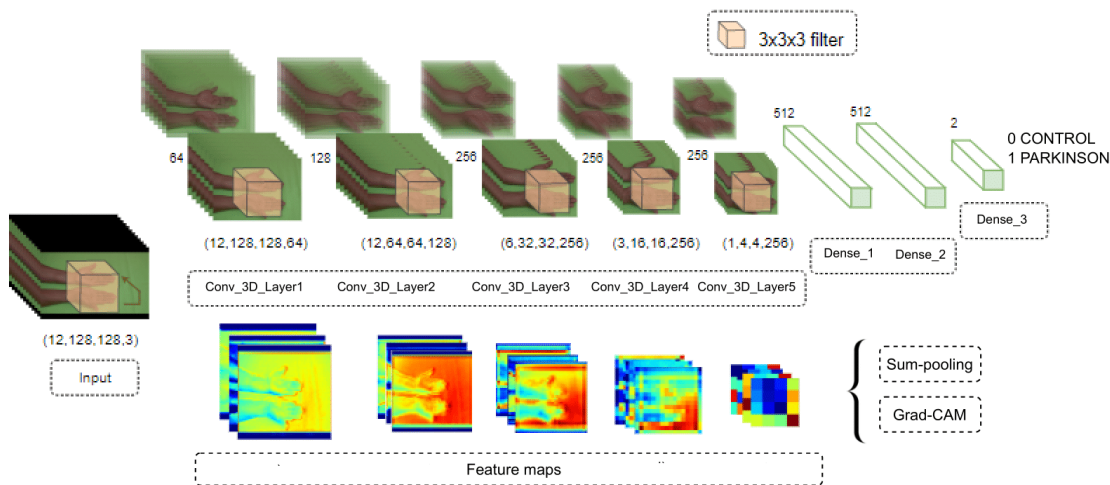 3x3x3 filter
64
128
256
256
256
512
512
2
0 CONTROL
1 PARKINSON
(12,128,128,64)
(12,64,64,128)
(6,32,32,256)
(3,16,16,256)
(1,4,4,256)
Dense_1
Dense_2
Dense_3
Conv_3D_Layer1
Conv_3D_Layer2
Conv_3D_Layer3
Conv_3D_Layer4
Conv_3D_Layer5
(12,128,128,3)
Input
Sum-pooling
Grad-CAM
Feature maps